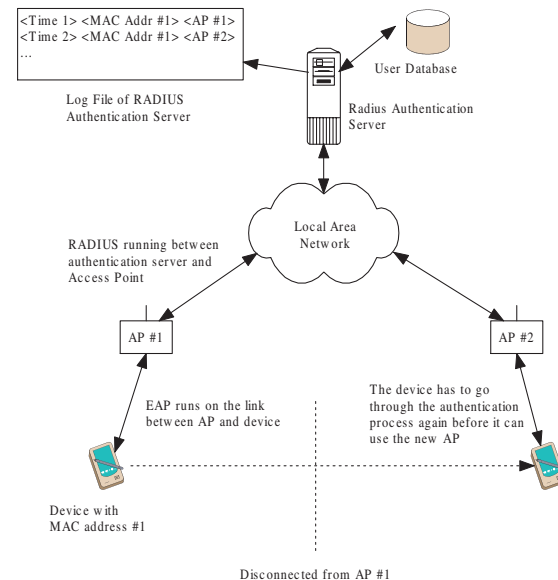 <Time 1> <MAC Addr #1> <AP #1>
<Time 2> <MAC Addr #1> <AP #2>
...
Log File of RADIUS
Authentication Server
User Database
Radius Authentication
Server
Local Area
Network
RADIUS running between
authentication server and
Access Point
AP #1
AP #2
EAP runs on the link
between AP and device
The device has to go
through the authentication
process again before it can
use the new AP
Device with
MAC address #1
Disconnected from AP #1